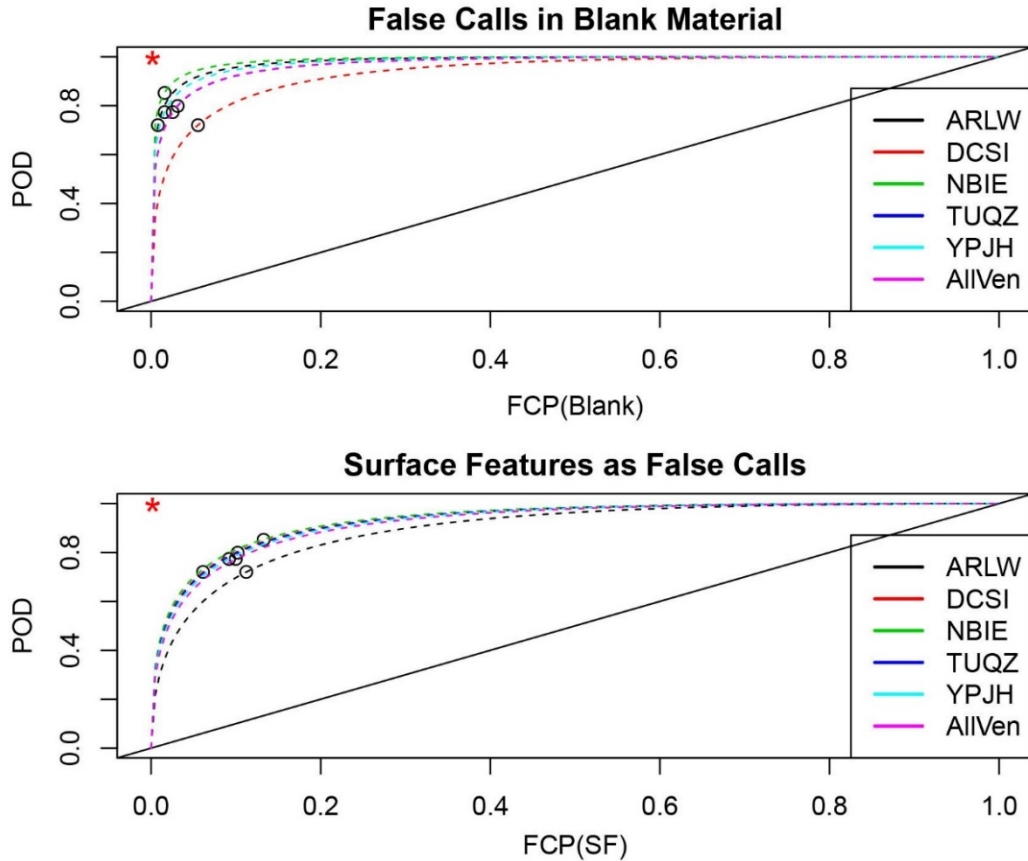 False Calls in Blank Material
*
POD
0.0
0.4
0.8
ARLW
DCSI
NBIE
TUQZ
YPJH
AllVen
0.0 0.2 0.4 0.6 0.8 1.0
FCP(Blank)
Surface Features as False Calls
*
POD
0.0
0.4
0.8
ARLW
DCSI
NBIE
TUQZ
YPJH
AllVen
0.0 0.2 0.4 0.6 0.8 1.0
FCP(SF)